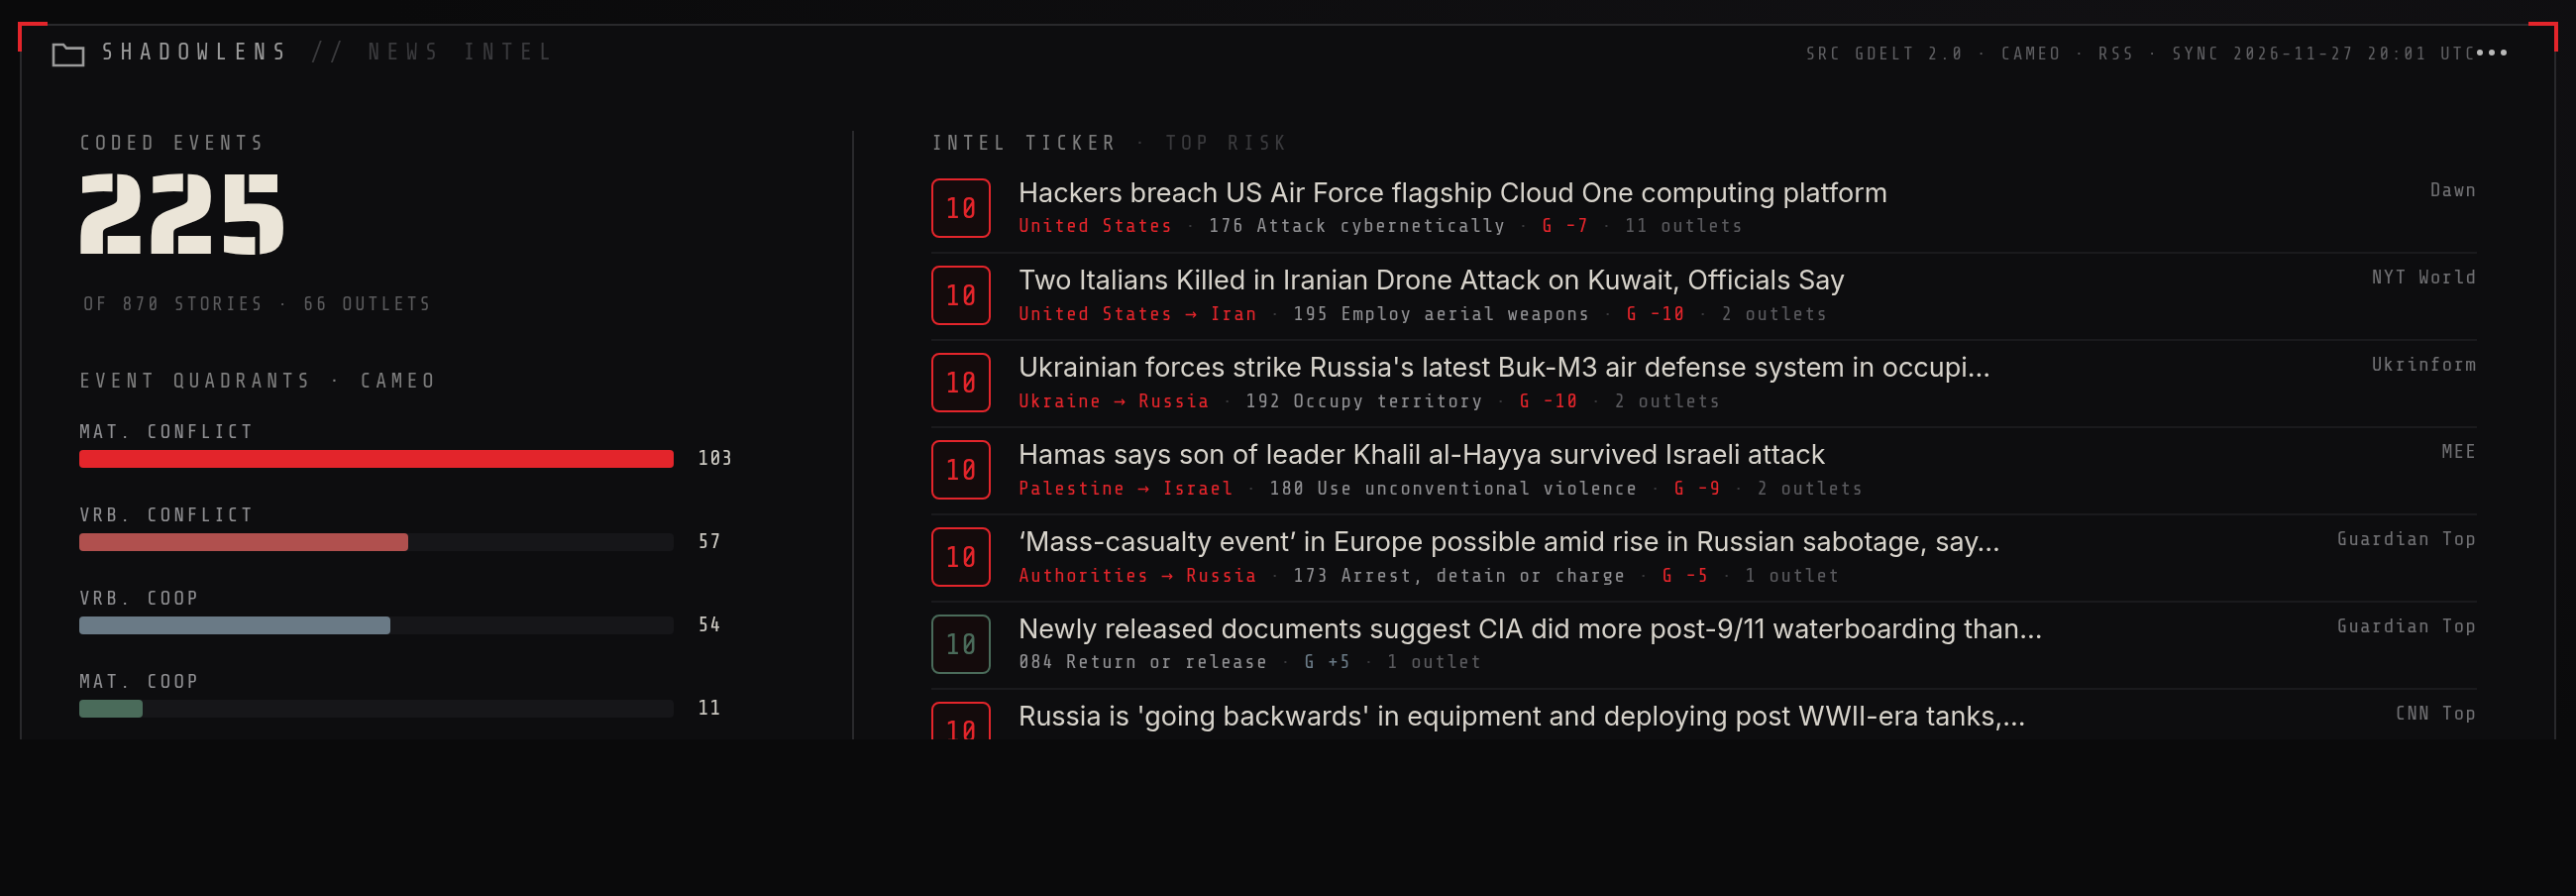 SHADOWLENS // NEWS INTEL
SRC GDELT 2.0 · CAMEO · RSS · SYNC 2026-11-27 20:01 UTC
CODED EVENTS
225
OF 870 STORIES · 66 OUTLETS
EVENT QUADRANTS · CAMEO
MAT. CONFLICT
103
VRB. CONFLICT
57
VRB. COOP
54
MAT. COOP
11
INTEL TICKER · TOP RISK
10 Hackers breach US Air Force flagship Cloud One computing platform Dawn
United States · 176 Attack cybernetically · G -7 · 11 outlets
10 Two Italians Killed in Iranian Drone Attack on Kuwait, Officials Say NYT World
United States → Iran · 195 Employ aerial weapons · G -10 · 2 outlets
10 Ukrainian forces strike Russia's latest Buk-M3 air defense system in occupi... Ukrinform
Ukraine → Russia · 192 Occupy territory · G -10 · 2 outlets
10 Hamas says son of leader Khalil al-Hayya survived Israeli attack MEE
Palestine → Israel · 180 Use unconventional violence · G -9 · 2 outlets
10 ‘Mass-casualty event’ in Europe possible amid rise in Russian sabotage, say... Guardian Top
Authorities → Russia · 173 Arrest, detain or charge · G -5 · 1 outlet
10 Newly released documents suggest CIA did more post-9/11 waterboarding than... Guardian Top
084 Return or release · G +5 · 1 outlet
10 Russia is 'going backwards' in equipment and deploying post WWII-era tanks,... CNN Top